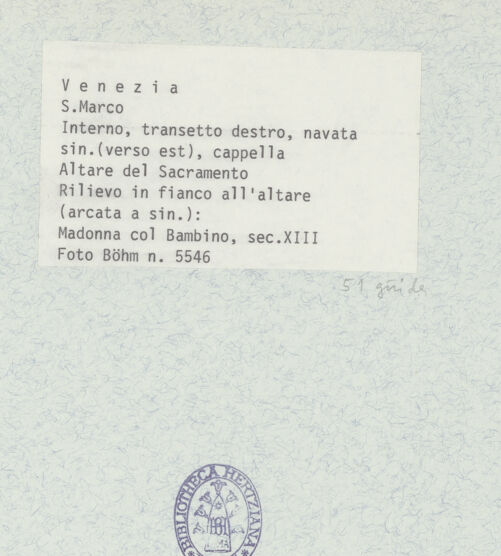 V e n e z i a
S.Marco
Interno, transetto destro, navata
sin.(verso est), cappella
Altare del Sacramento
Rilievo in fianco all'altare
(arcata a sin.):
Madonna col Bambino, sec.XIII
Foto Böhm n. 5546
51 guide
BIBLIOTHECA HERTZIANA